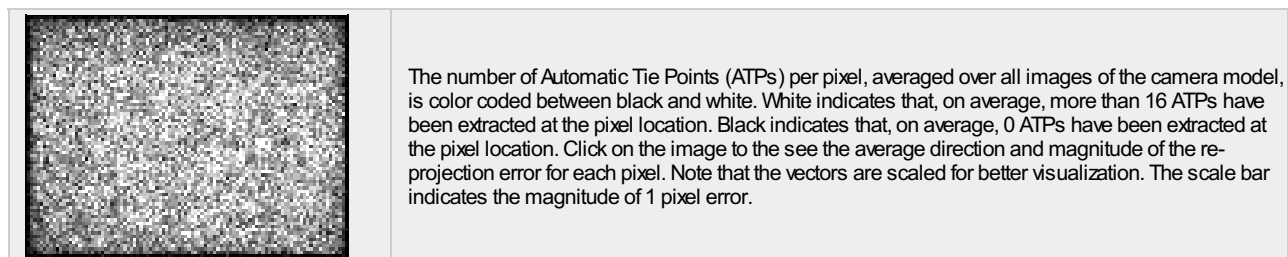 The number of Automatic Tie Points (ATPs) per pixel, averaged over all images of the camera model,
is color coded between black and white. White indicates that, on average, more than 16 ATPs have
been extracted at the pixel location. Black indicates that, on average, 0 ATPs have been extracted at
the pixel location. Click on the image to the see the average direction and magnitude of the re-
projection error for each pixel. Note that the vectors are scaled for better visualization. The scale bar
indicates the magnitude of 1 pixel error.